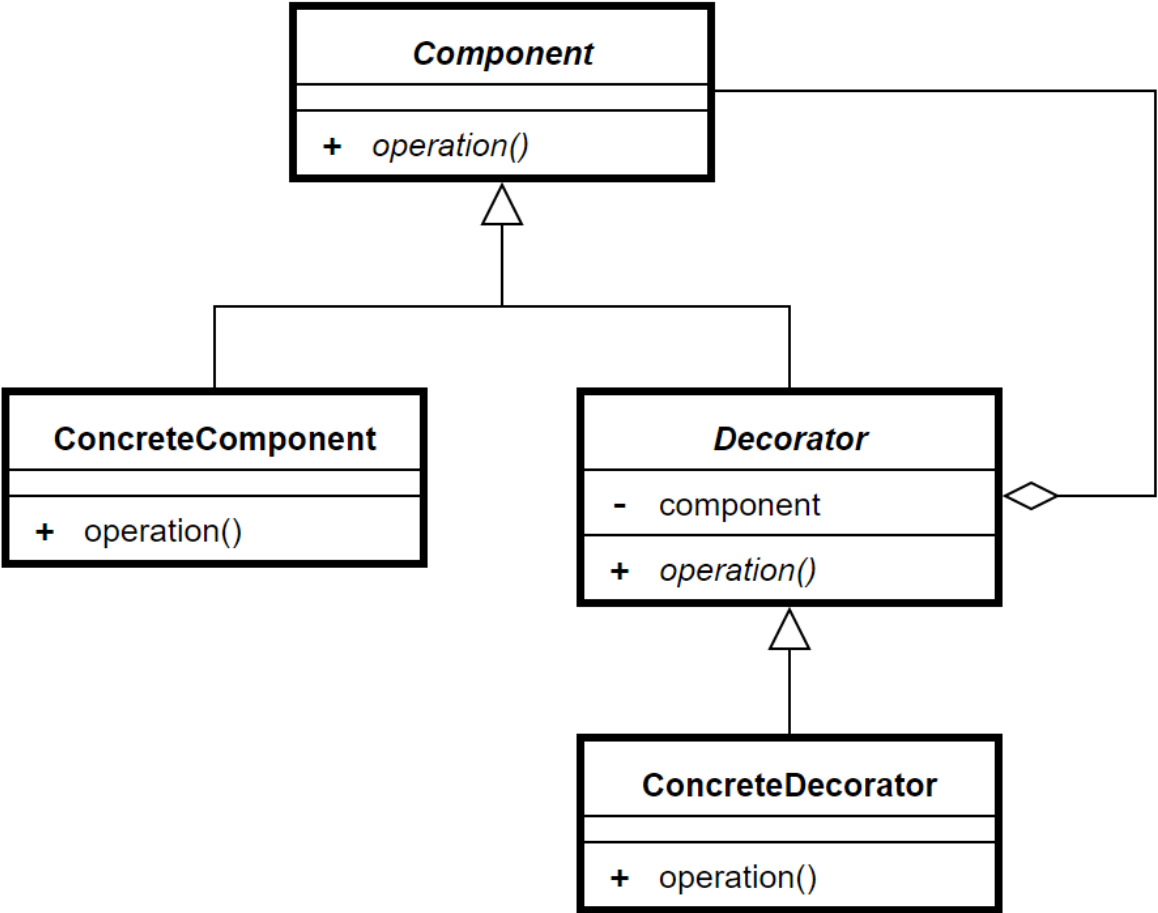 Component
+ operation()
ConcreteComponent
+ operation()
Decorator
- component
+ operation()
ConcreteDecorator
+ operation()